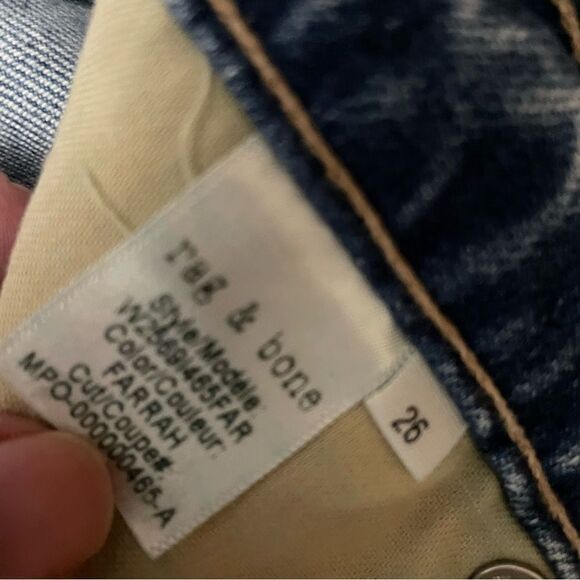 rag & bone
Style/Modèle:
W2569I465FAR
Color/Couleur:
FARRAH
Cut/Coupe#:
MPO-000000465-A
26